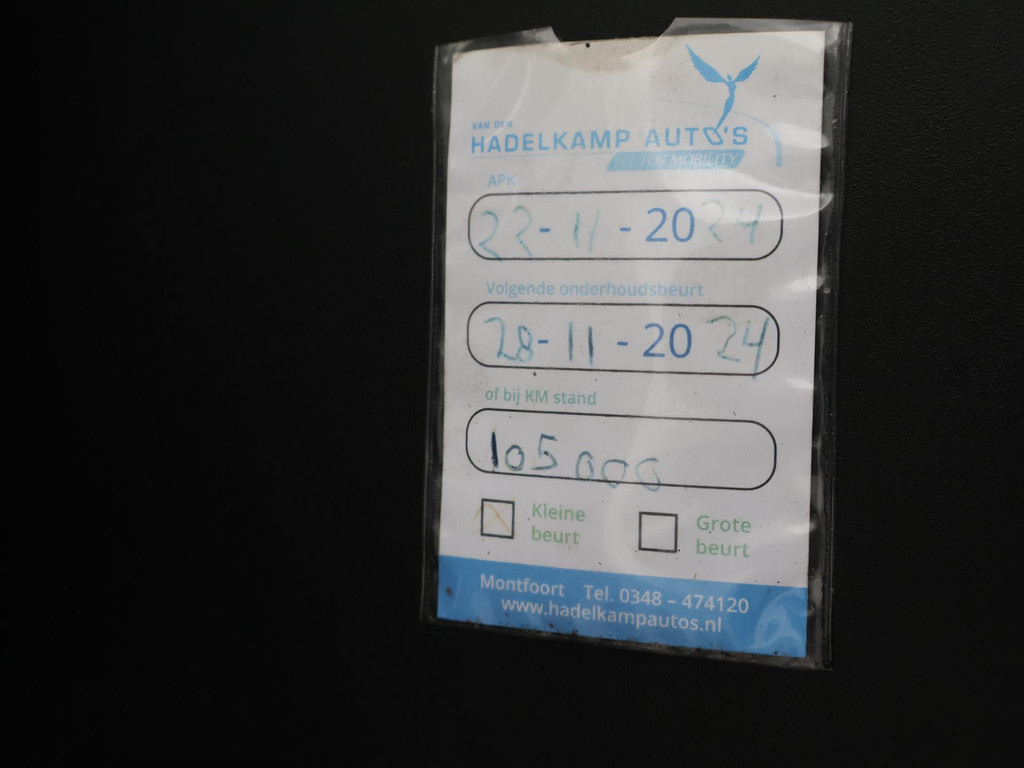 VAN DEN
HADELKAMP AUTO'S
FOR MOBILITY
APK
22-11-2024
Volgende onderhoudsbeurt
28-11-2024
of bij KM stand
105000
Kleine beurt
Grote beurt
Montfoort Tel. 0348 – 474120
www.hadelkampautos.nl